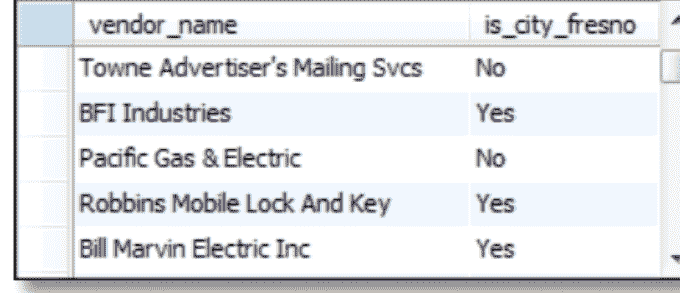 vendor_name is_city_fresno
Towne Advertiser's Mailing Svcs No
BFI Industries Yes
Pacific Gas & Electric No
Robbins Mobile Lock And Key Yes
Bill Marvin Electric Inc Yes